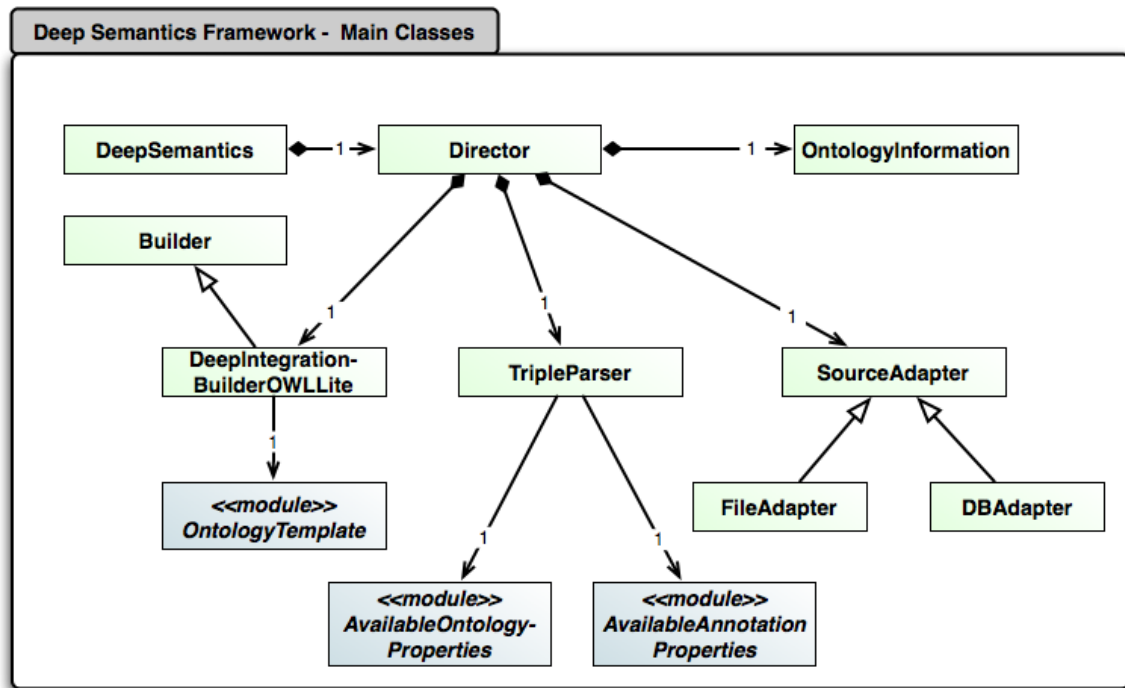 Deep Semantics Framework - Main Classes
DeepSemantics
1
Director
1
OntologyInformation
Builder
1
1
1
DeepIntegration-
BuilderOWLLite
TripleParser
SourceAdapter
1
<<module>>
OntologyTemplate
FileAdapter
DBAdapter
1
1
<<module>>
AvailableOntology-
Properties
<<module>>
AvailableAnnotation
Properties